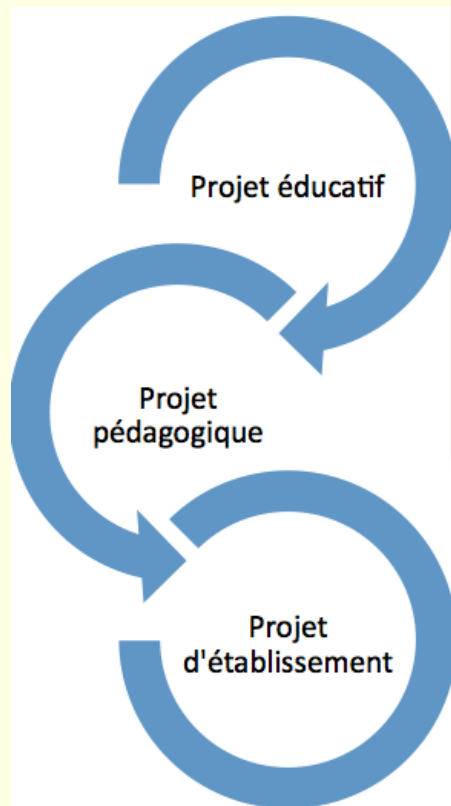 Projet éducatif
Projet
pédagogique
Projet
d'établissement